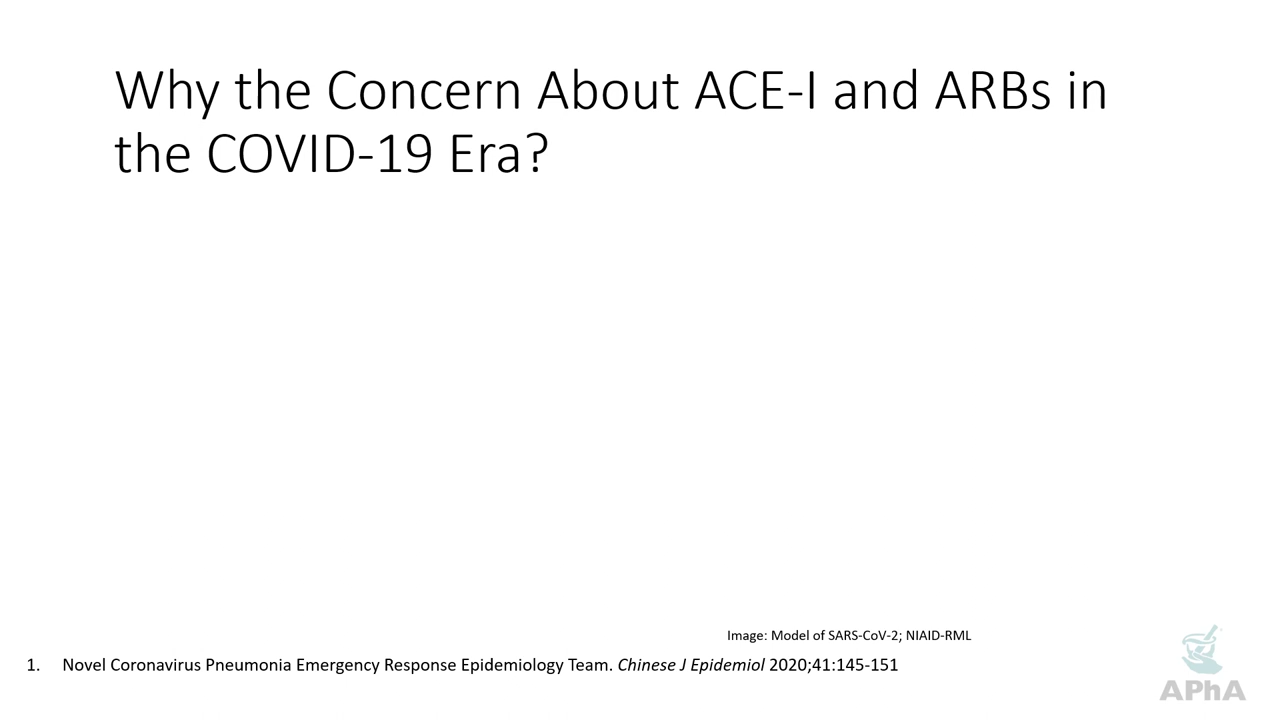 Why the Concern About ACE-I and ARBs in
the COVID-19 Era?
Image: Model of SARS-CoV-2; NIAID-RML
1. Novel Coronavirus Pneumonia Emergency Response Epidemiology Team. Chinese J Epidemiol 2020;41:145-151
APhA